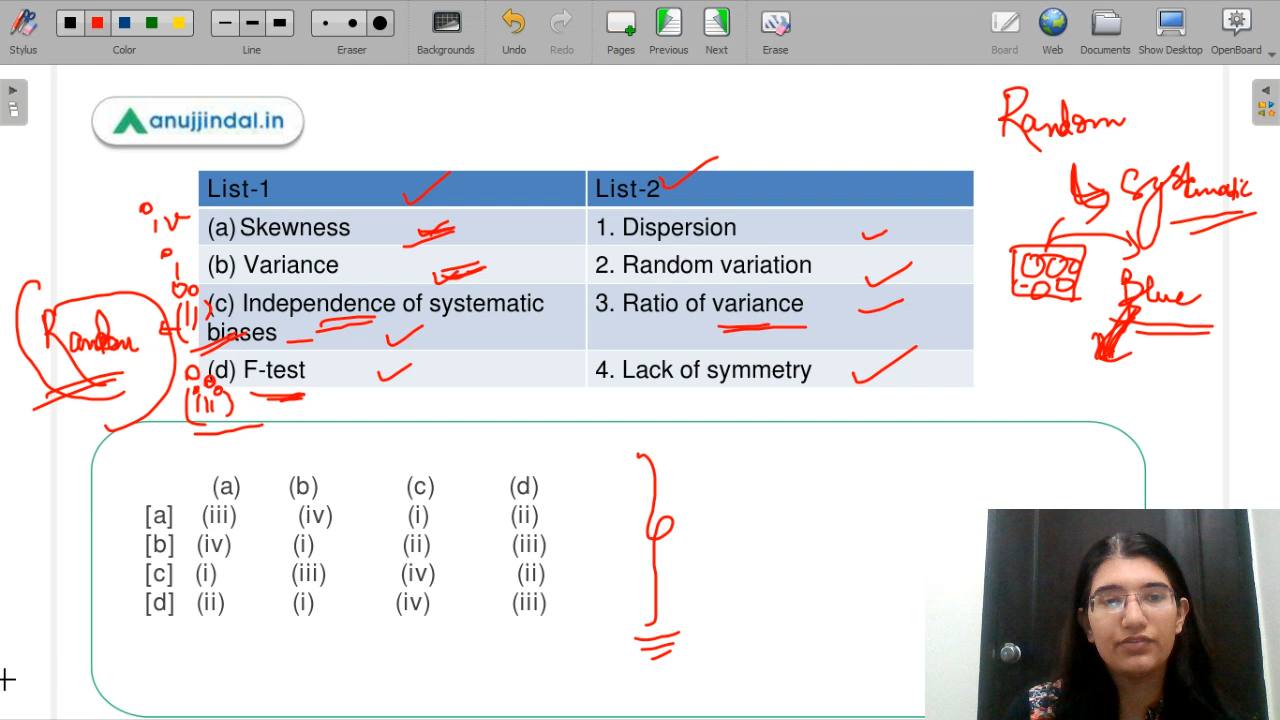 Stylus
Color
Line
Eraser
Backgrounds
Undo
Redo
Pages
Previous
Next
Erase
Board
Web
Documents
Show Desktop
OpenBoard
anujjindal.in
Random
Systematic
Blue
List-1 List-2
iv
(a) Skewness 1. Dispersion
i
(b) Variance 2. Random variation
(ii)
(c) Independence of systematic biases 3. Ratio of variance
Random
(d) F-test 4. Lack of symmetry
(iii)
(a) (b) (c) (d)
[a] (iii) (iv) (i) (ii)
[b] (iv) (i) (ii) (iii)
[c] (i) (iii) (iv) (ii)
[d] (ii) (i) (iv) (iii)